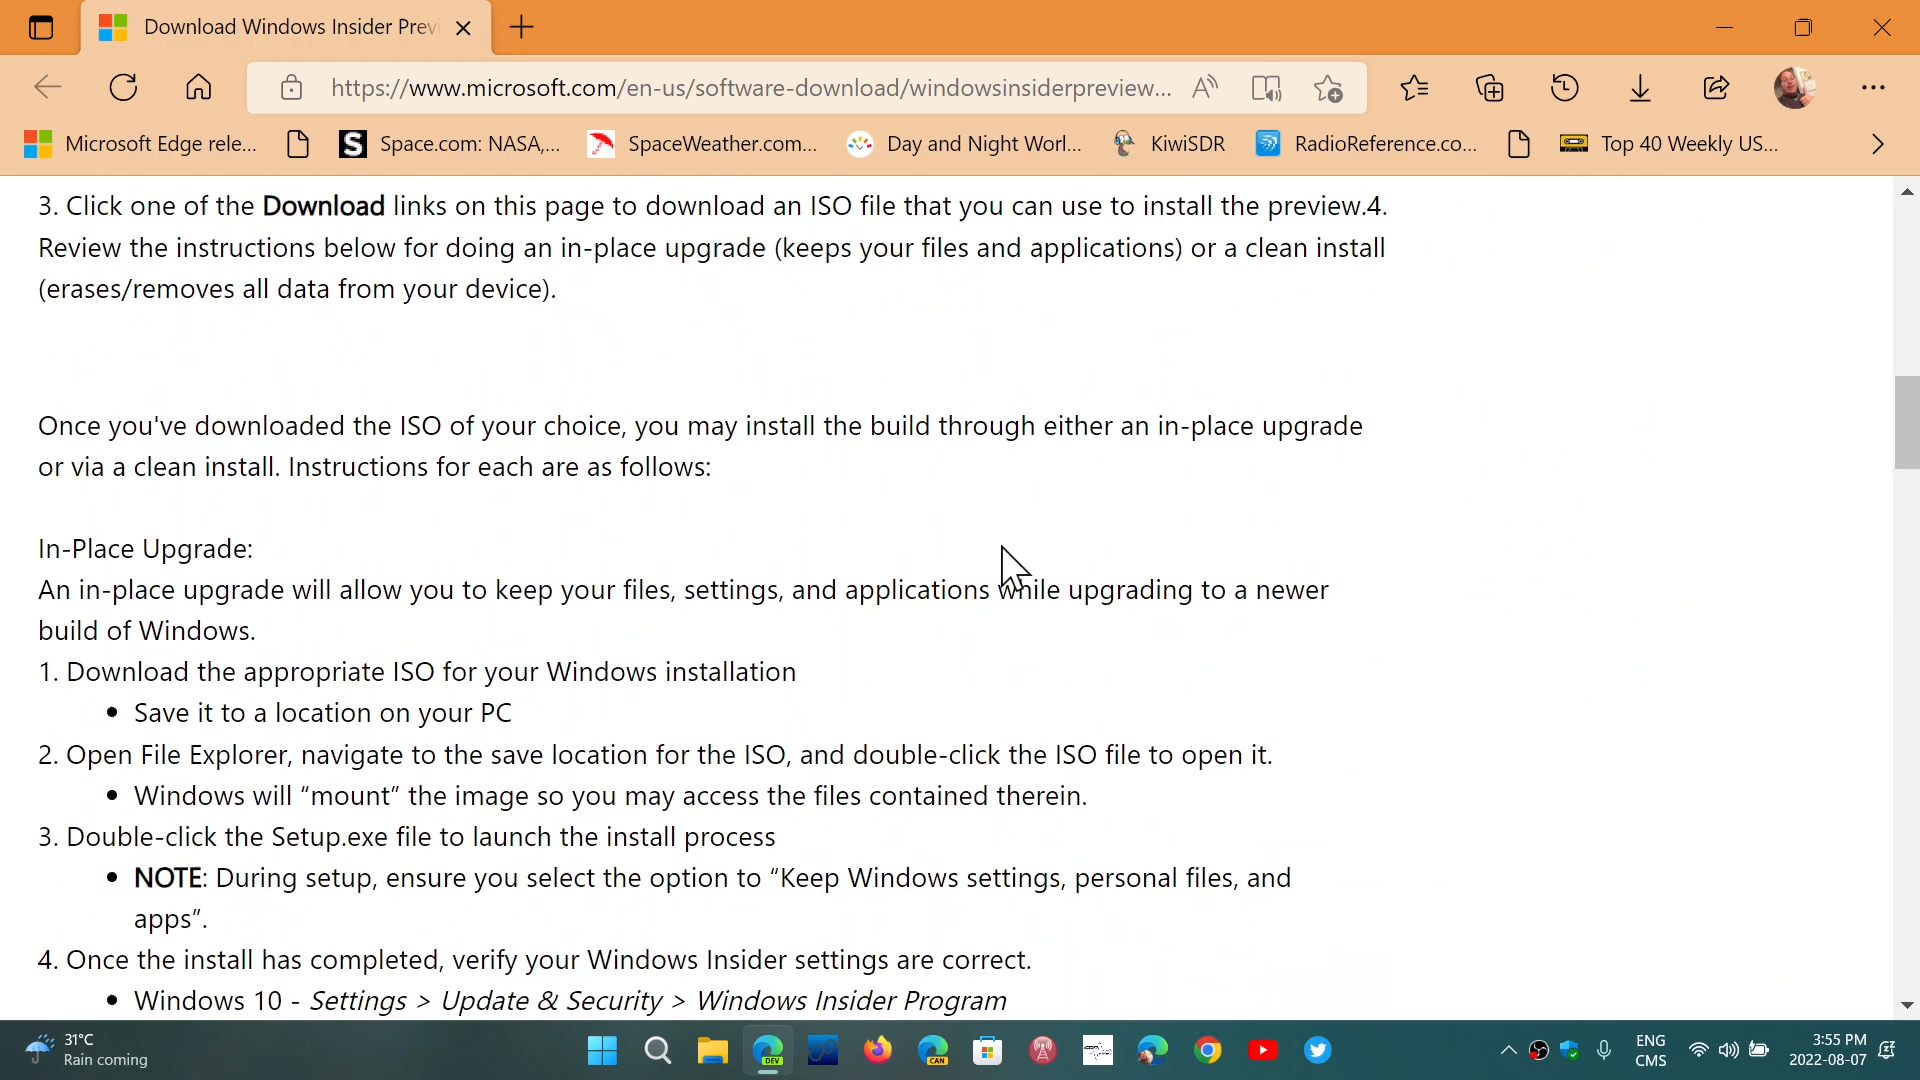 Download Windows Insider Prev
https://www.microsoft.com/en-us/software-download/windowsinsiderpreview...
Microsoft Edge rele...
Space.com: NASA,...
SpaceWeather.com...
Day and Night Worl...
KiwiSDR
RadioReference.co...
Top 40 Weekly US...
3. Click one of the Download links on this page to download an ISO file that you can use to install the preview.4.
Review the instructions below for doing an in-place upgrade (keeps your files and applications) or a clean install
(erases/removes all data from your device).
Once you've downloaded the ISO of your choice, you may install the build through either an in-place upgrade
or via a clean install. Instructions for each are as follows:
In-Place Upgrade:
An in-place upgrade will allow you to keep your files, settings, and applications while upgrading to a newer
build of Windows.
1. Download the appropriate ISO for your Windows installation
• Save it to a location on your PC
2. Open File Explorer, navigate to the save location for the ISO, and double-click the ISO file to open it.
• Windows will “mount” the image so you may access the files contained therein.
3. Double-click the Setup.exe file to launch the install process
• NOTE: During setup, ensure you select the option to “Keep Windows settings, personal files, and
apps”.
4. Once the install has completed, verify your Windows Insider settings are correct.
• Windows 10 - Settings > Update & Security > Windows Insider Program
31°C
Rain coming
DEV
CAN
ENG
CMS
3:55 PM
2022-08-07